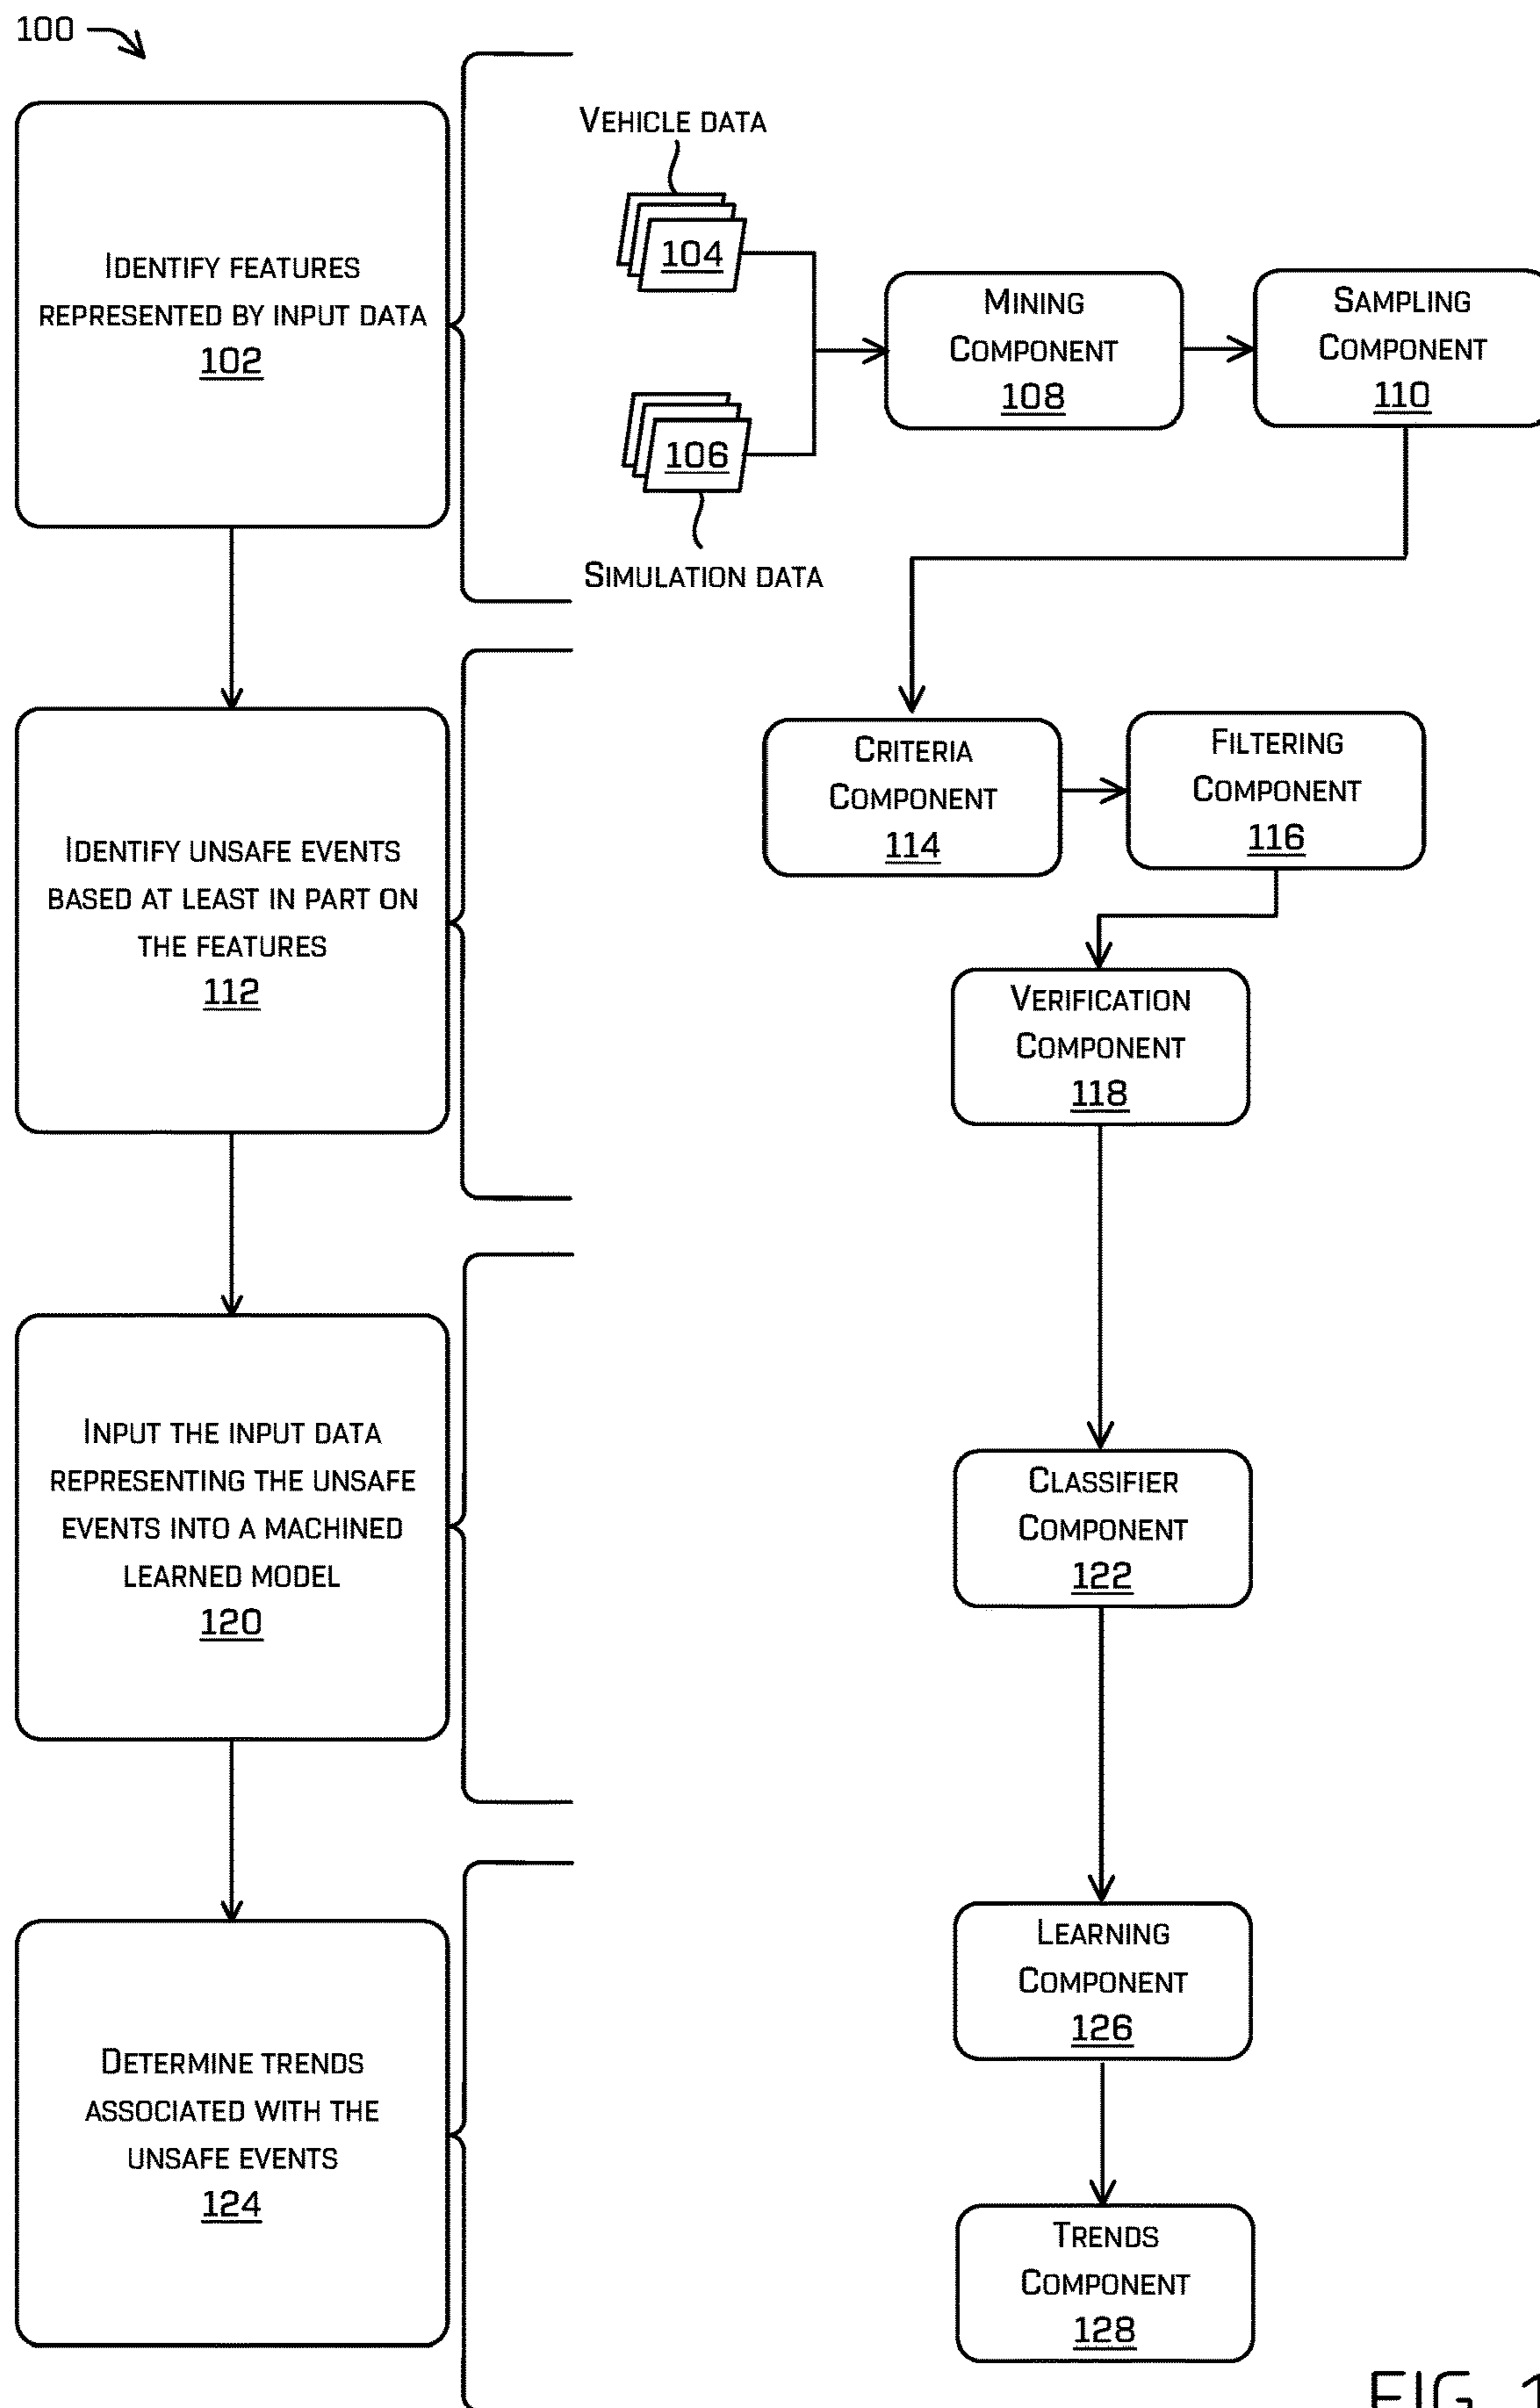 100
IDENTIFY FEATURES
REPRESENTED BY INPUT DATA
102
VEHICLE DATA
104
106
SIMULATION DATA
MINING
COMPONENT
108
SAMPLING
COMPONENT
110
IDENTIFY UNSAFE EVENTS
BASED AT LEAST IN PART ON
THE FEATURES
112
CRITERIA
COMPONENT
114
FILTERING
COMPONENT
116
VERIFICATION
COMPONENT
118
INPUT THE INPUT DATA
REPRESENTING THE UNSAFE
EVENTS INTO A MACHINED
LEARNED MODEL
120
CLASSIFIER
COMPONENT
122
DETERMINE TRENDS
ASSOCIATED WITH THE
UNSAFE EVENTS
124
LEARNING
COMPONENT
126
TRENDS
COMPONENT
128
FIG. 1